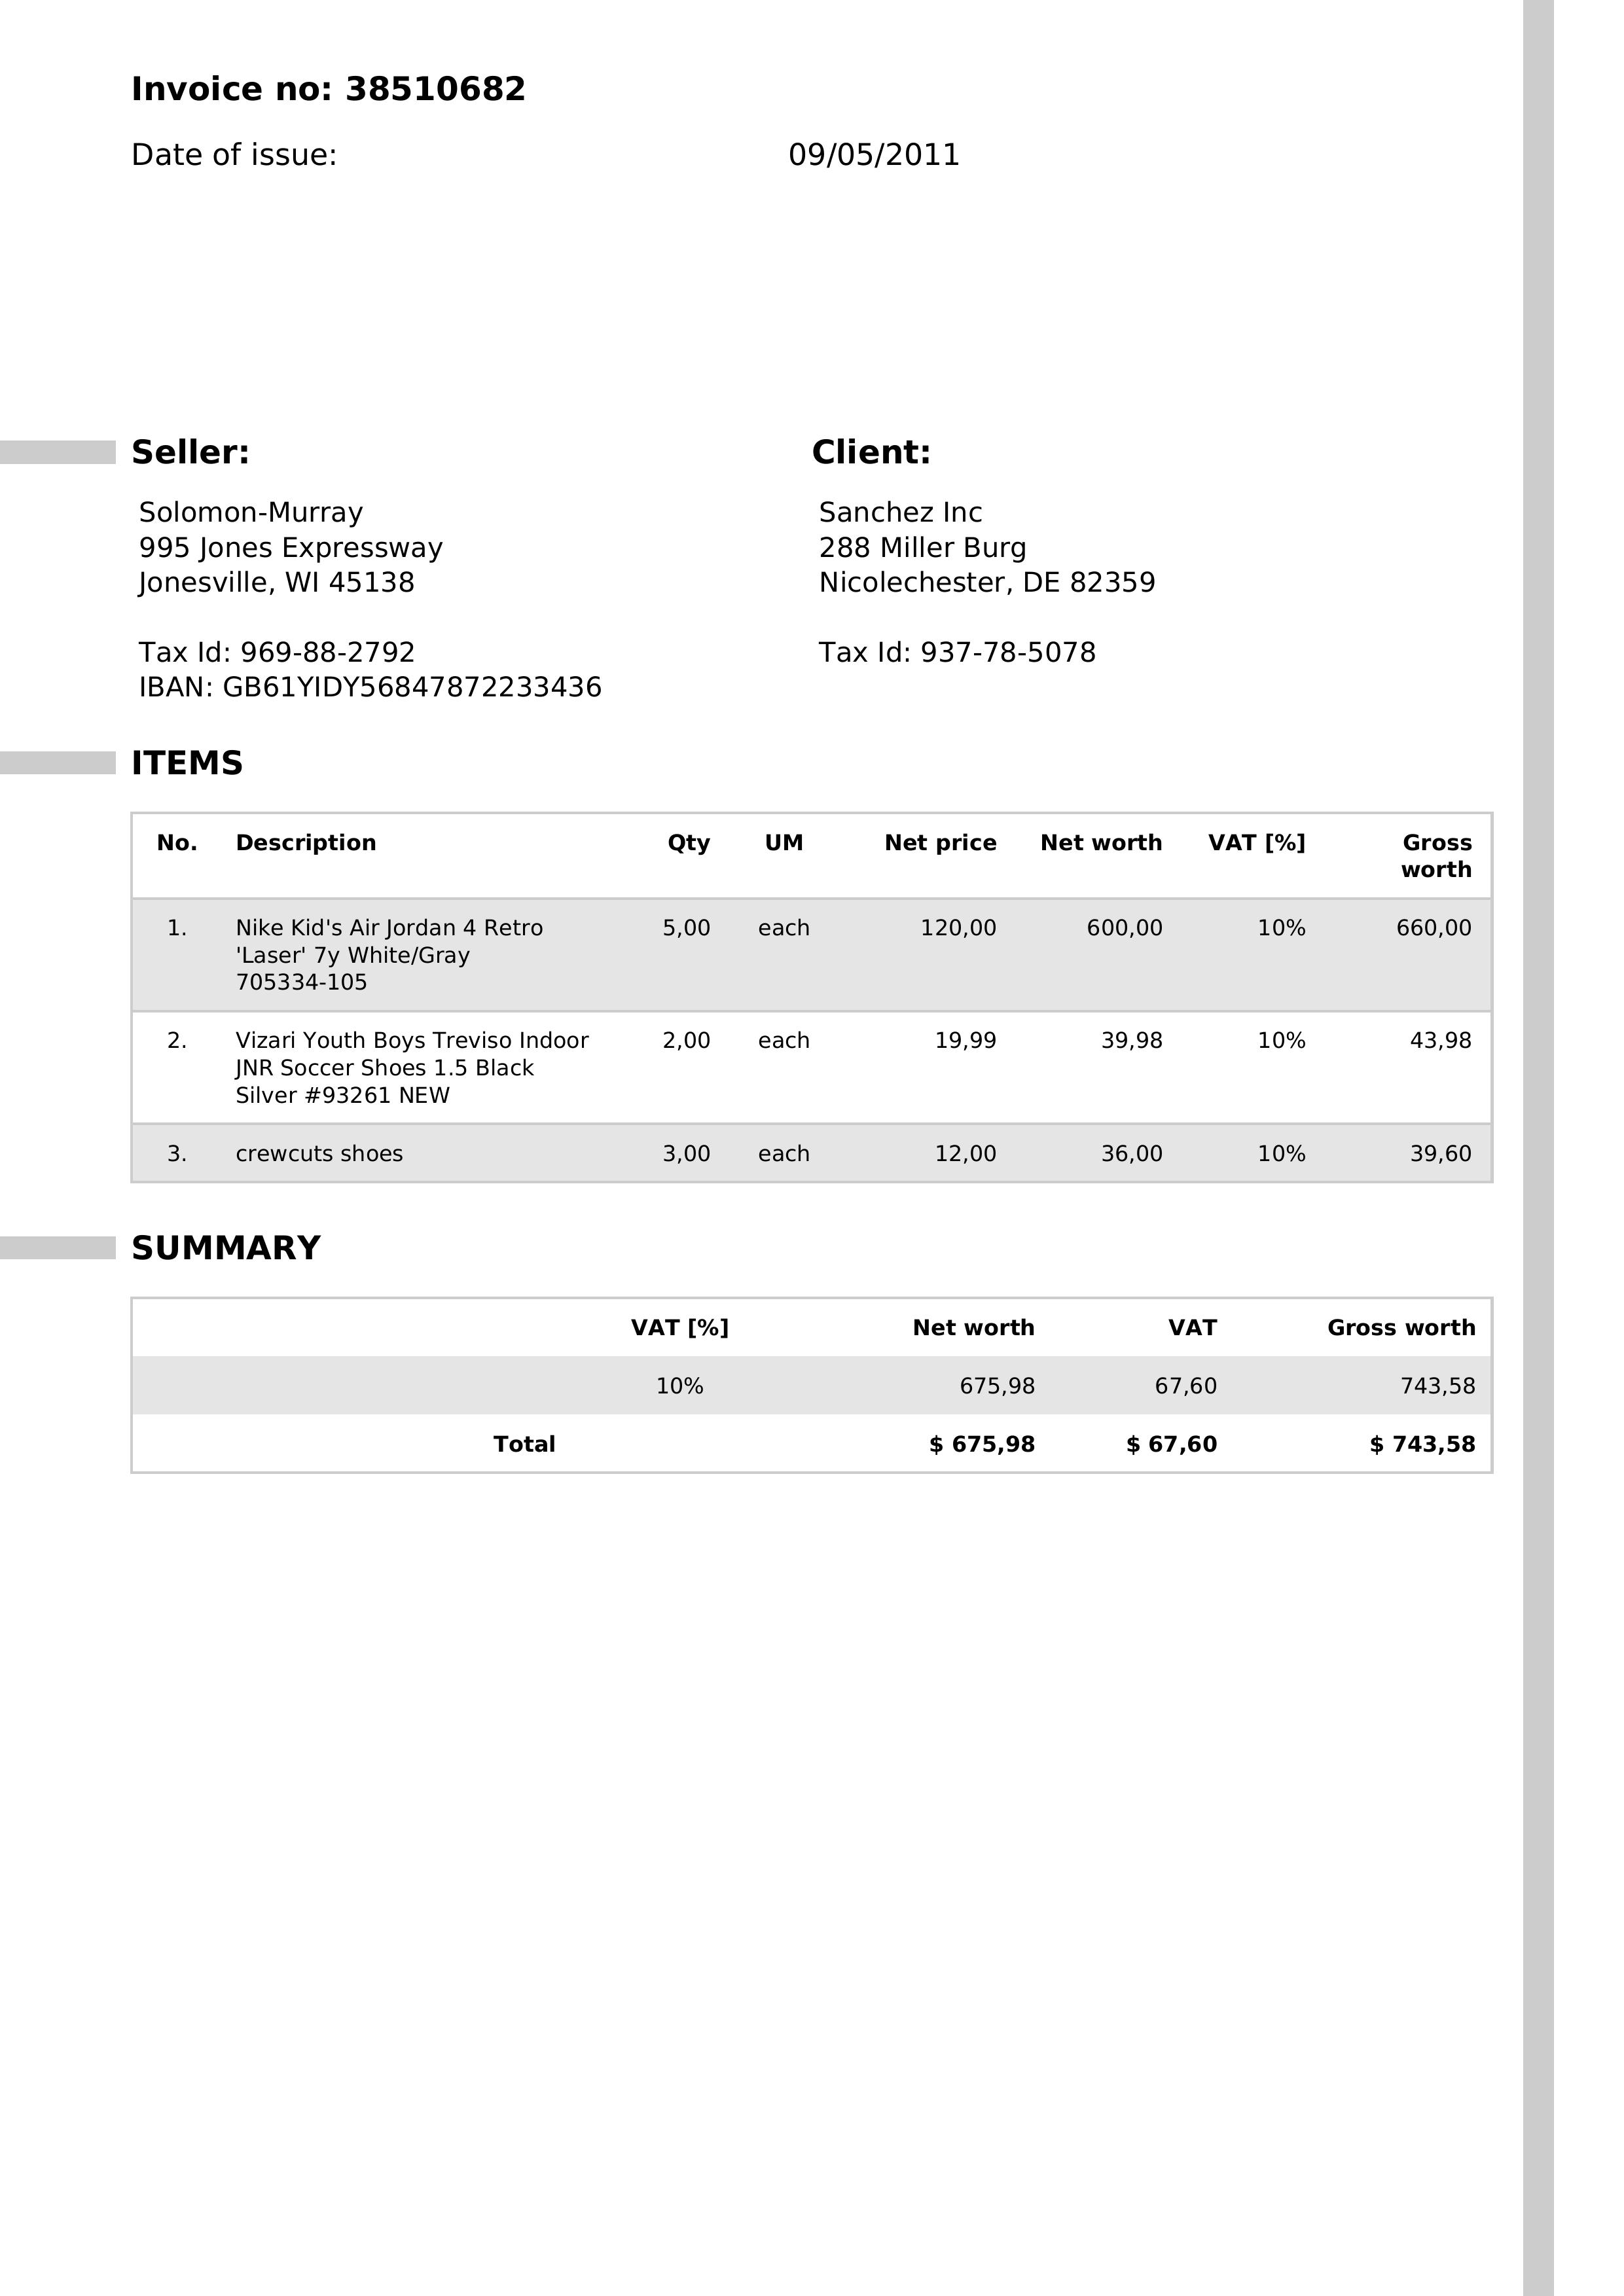 Invoice no: 38510682
Date of issue: 09/05/2011
Seller:
Solomon-Murray
995 Jones Expressway
Jonesville, WI 45138
Tax Id: 969-88-2792
IBAN: GB61YIDY56847872233436
Client:
Sanchez Inc
288 Miller Burg
Nicolechester, DE 82359
Tax Id: 937-78-5078
ITEMS
No. Description Qty UM Net price Net worth VAT [%] Gross
worth
1. Nike Kid's Air Jordan 4 Retro 5,00 each 120,00 600,00 10% 660,00
'Laser' 7y White/Gray
705334-105
2. Vizari Youth Boys Treviso Indoor 2,00 each 19,99 39,98 10% 43,98
JNR Soccer Shoes 1.5 Black
Silver #93261 NEW
3. crewcuts shoes 3,00 each 12,00 36,00 10% 39,60
SUMMARY
VAT [%] Net worth VAT Gross worth
10% 675,98 67,60 743,58
Total $ 675,98 $ 67,60 $ 743,58